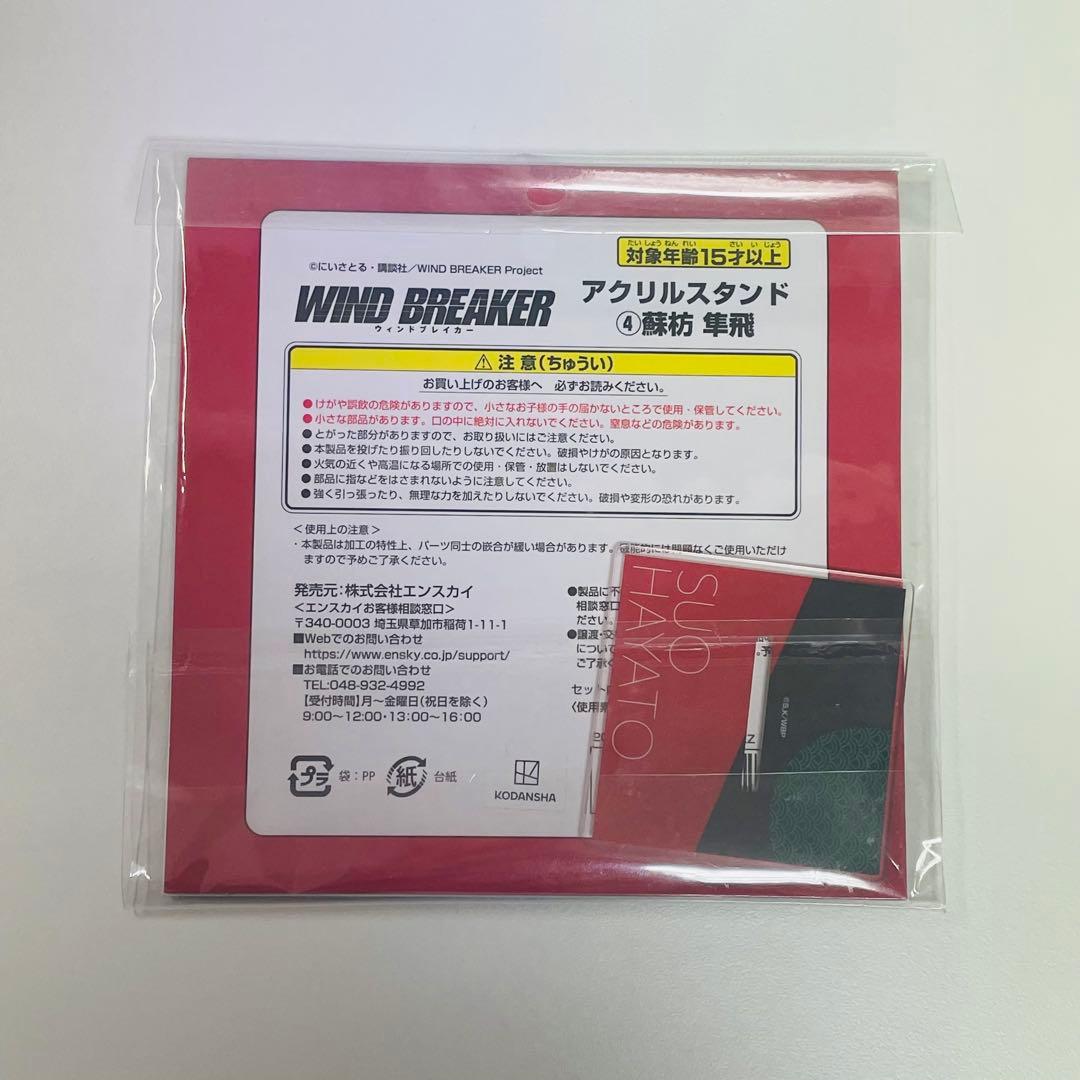 たいしょうねんれい さいいじょう
対象年齢15才以上
©にいさとる・講談社/WIND BREAKER Project
WIND BREAKER
ウィンドブレイカー
アクリルスタンド
④蘇枋 隼飛
⚠ 注意(ちゅうい)
お買い上げのお客様へ 必ずお読みください。
●けがや誤飲の危険がありますので、小さなお子様の手の届かないところで使用・保管してください。
●小さな部品があります。口の中に絶対に入れないでください。窒息などの危険があります。
●とがった部分がありますので、お取り扱いにはご注意ください。
●本製品を投げたり振り回したりしないでください。破損やけがの原因となります。
●火気の近くや高温になる場所での使用・保管・放置はしないでください。
●部品に指などをはさまれないように注意してください。
●強く引っ張ったり、無理な力を加えたりしないでください。破損や変形の恐れがあります。
<使用上の注意>
・本製品は加工の特性上、パーツ同士の嵌合が緩い場合があります。機能的には問題なくご使用いただけ
ますので予めご了承ください。
発売元:株式会社エンスカイ
<エンスカイお客様相談窓口>
〒340-0003 埼玉県草加市稲荷1-11-1
■Webでのお問い合わせ
https://www.ensky.co.jp/support/
■お電話でのお問い合わせ
TEL:048-932-4992
【受付時間】月~金曜日(祝日を除く)
9:00~12:00・13:00~16:00
●製品に不
相談窓口
ださい。
●譲渡・交
につい
ご了承
セット
<使用素
プラ 袋:PP
紙 台紙
KODANSHA
SUO
HAYATO
©S.K/WBP